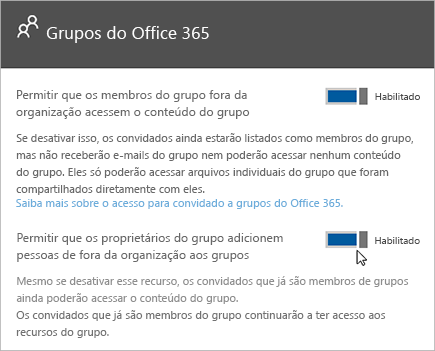 Grupos do Office 365
Permitir que os membros do grupo fora da
organização acessem o conteúdo do grupo
Habilitado
Se desativar isso, os convidados ainda estarão listados como membros do grupo,
mas não receberão e-mails do grupo nem poderão acessar nenhum conteúdo
do grupo. Eles só poderão acessar arquivos individuais do grupo que foram
compartilhados diretamente com eles.
Saiba mais sobre o acesso para convidado a grupos do Office 365.
Permitir que os proprietários do grupo adicionem
pessoas de fora da organização aos grupos
Habilitado
Mesmo se desativar esse recurso, os convidados que já são membros de grupos
ainda poderão acessar o conteúdo do grupo.
Os convidados que já são membros do grupo continuarão a ter acesso aos
recursos do grupo.